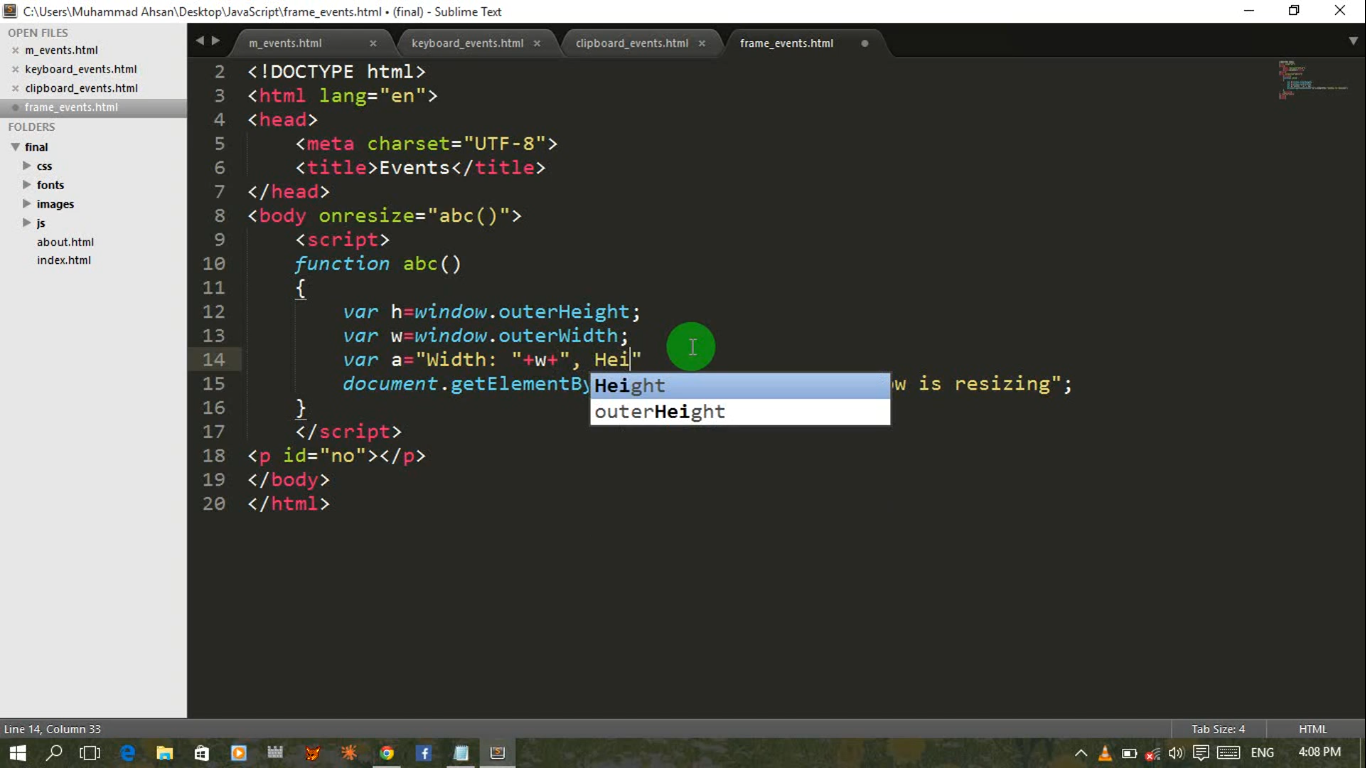 C:\Users\Muhammad Ahsan\Desktop\JavaScript\frame_events.html • (final) - Sublime Text
OPEN FILES
m_events.html
keyboard_events.html
clipboard_events.html
frame_events.html
FOLDERS
final
css
fonts
images
js
about.html
index.html
m_events.html
keyboard_events.html
clipboard_events.html
frame_events.html
2 <!DOCTYPE html>
3 <html lang="en">
4 <head>
5 <meta charset="UTF-8">
6 <title>Events</title>
7 </head>
8 <body onresize="abc()">
9 <script>
10 function abc()
11 {
12 var h=window.outerHeight;
13 var w=window.outerWidth;
14 var a="Width: "+w+", Hei"
15 document.getElementBy w is resizing";
Height
outerHeight
16 }
17 </script>
18 <p id="no"></p>
19 </body>
20 </html>
Line 14, Column 33
Tab Size: 4
HTML
ENG
4:08 PM